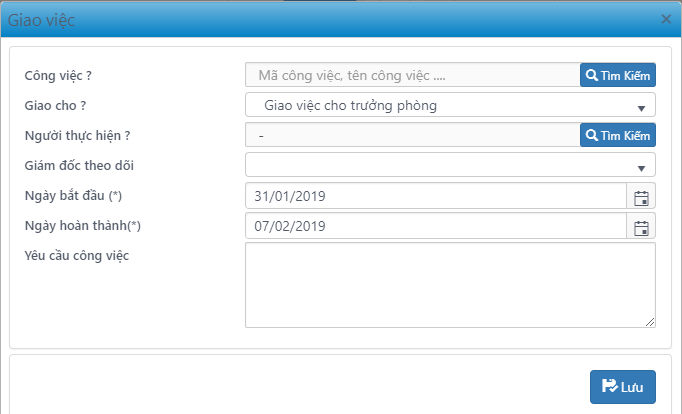 Giao việc
Công việc ? Mã công việc, tên công việc .... Tìm Kiếm
Giao cho ? Giao việc cho trưởng phòng
Người thực hiện ? - Tìm Kiếm
Giám đốc theo dõi
Ngày bắt đầu (*) 31/01/2019
Ngày hoàn thành(*) 07/02/2019
Yêu cầu công việc
Lưu